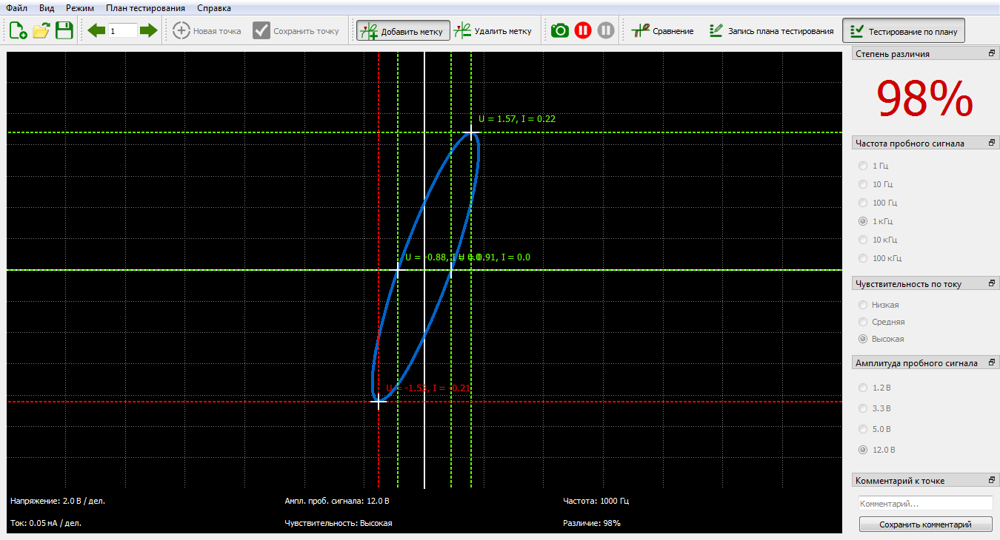 Файл Вид Режим План тестирования Справка
1 Новая точка Сохранить точку Добавить метку Удалить метку Сравнение Запись плана тестирования Тестирование по плану
Степень различия
98%
U = 1.57, I = 0.22
Частота пробного сигнала
1 Гц
10 Гц
100 Гц
1 кГц
10 кГц
100 кГц
U = -0.88, I = 0.0
U = 0.91, I = 0.0
Чувствительность по току
Низкая
Средняя
Высокая
Амплитуда пробного сигнала
U = -1.53, I = -0.21
1.2 В
3.3 В
5.0 В
12.0 В
Комментарий к точке
Комментарий...
Сохранить комментарий
Напряжение: 2.0 В / дел. Ампл. проб. сигнала: 12.0 В Частота: 1000 Гц
Ток: 0.05 мА / дел. Чувствительность: Высокая Различие: 98%